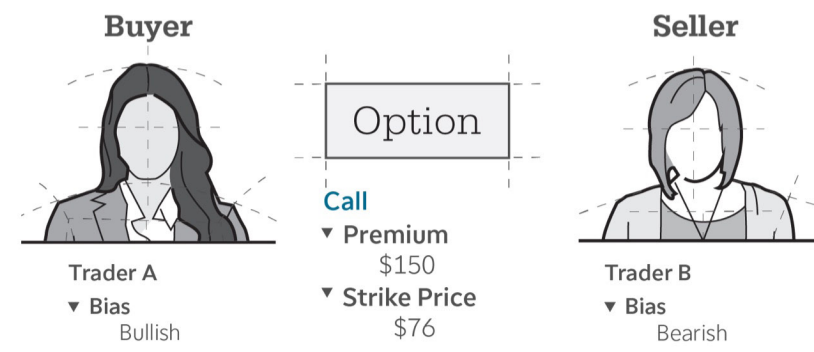 Buyer
Trader A
▼ Bias
Bullish
Option
Call
▼ Premium
$150
▼ Strike Price
$76
Seller
Trader B
▼ Bias
Bearish